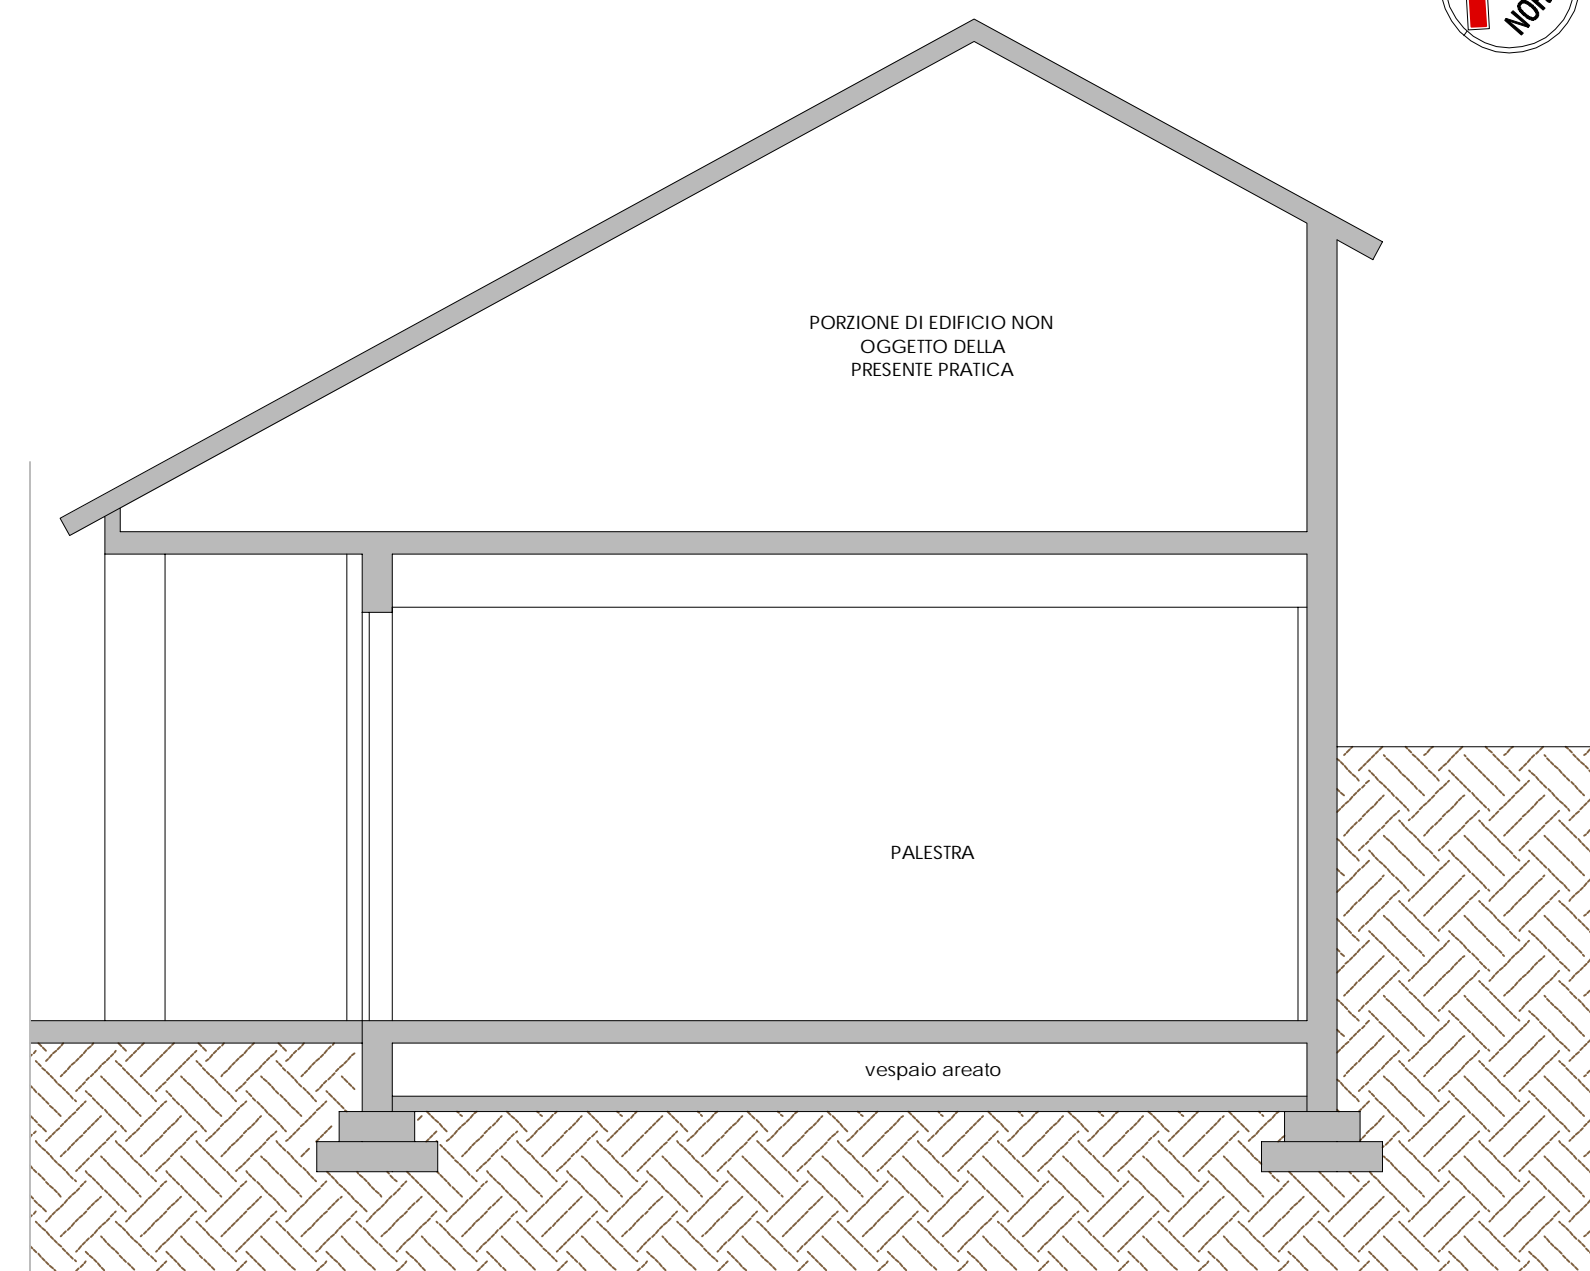 PORZIONE DI EDIFICIO NON
OGGETTO DELLA
PRESENTE PRATICA
PALESTRA
vespaio areato